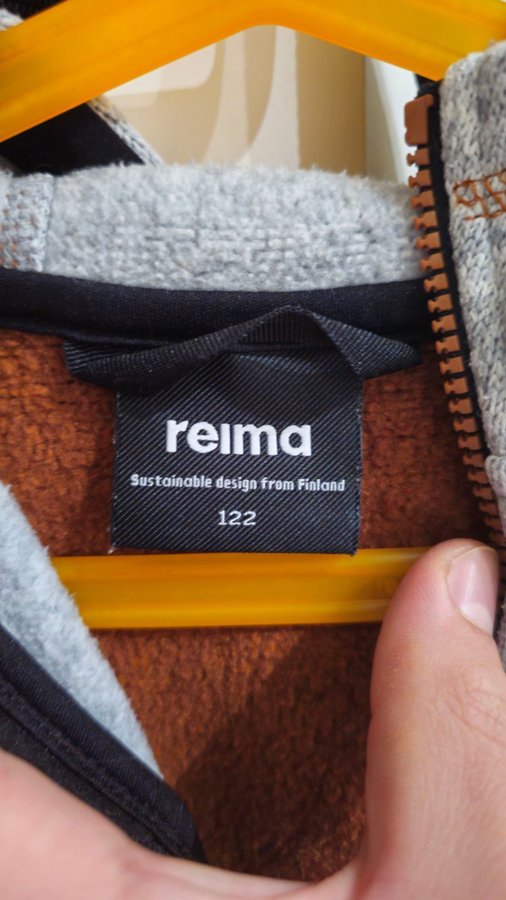 reima
Sustainable design from Finland
122